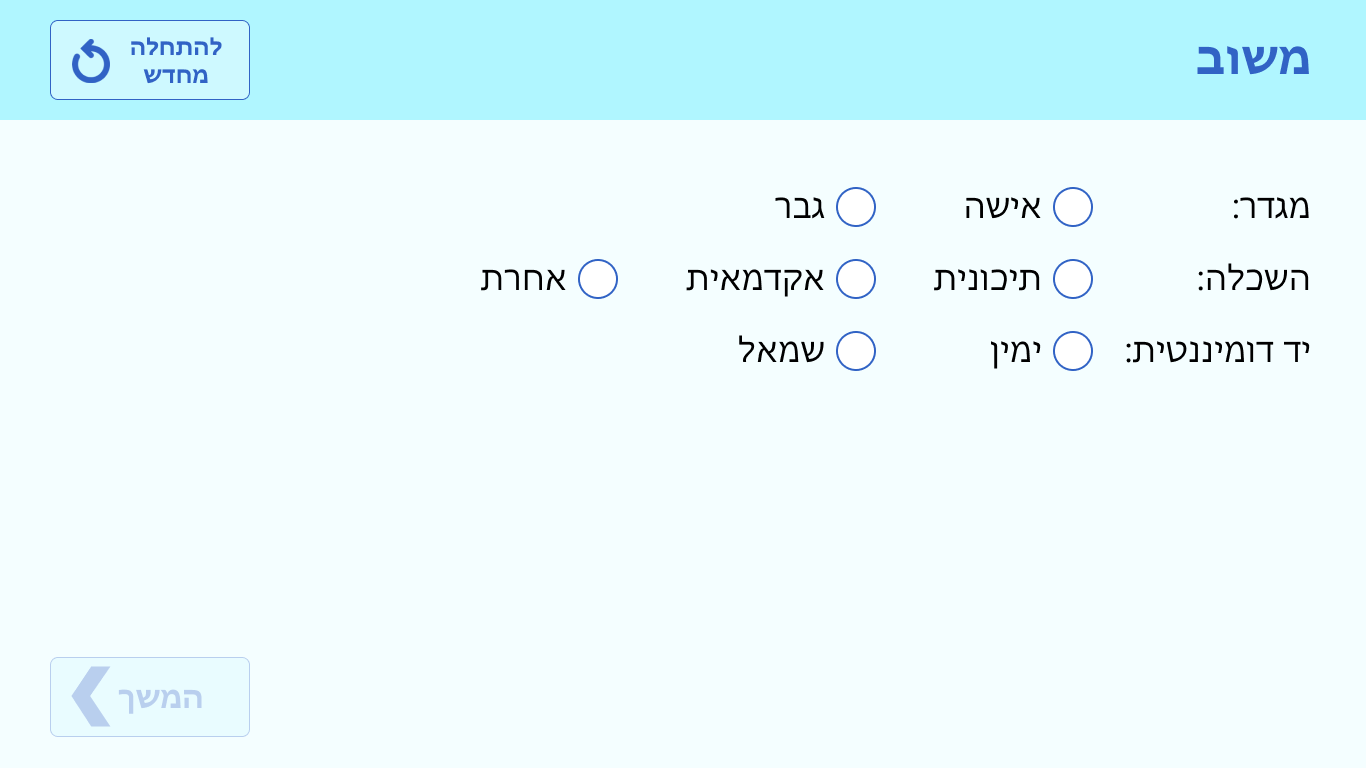 משוב
להתחלה
מחדש
מגדר: אישה גבר
השכלה: תיכונית אקדמאית אחרת
יד דומיננטית: ימין שמאל
המשך